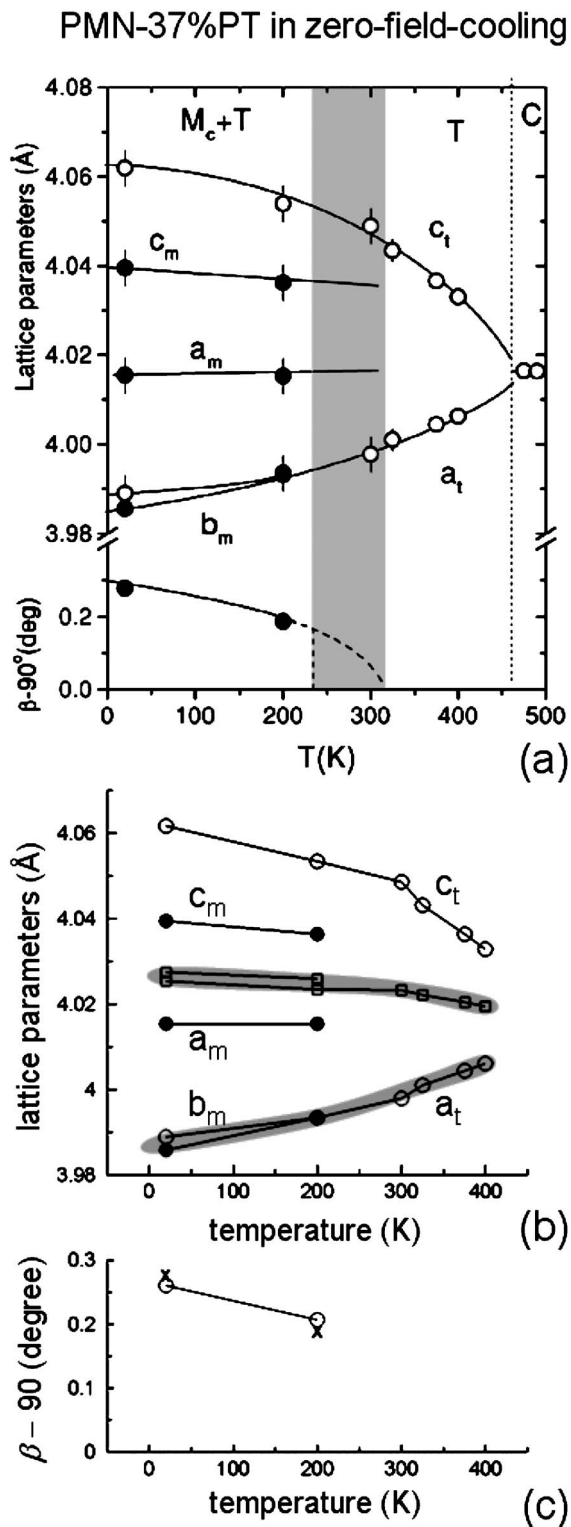 PMN-37%PT in zero-field-cooling
4.08
M_c+T
T
C
4.06
c_t
c_m
4.04
Lattice parameters (Å)
a_m
4.02
4.00
a_t
b_m
3.98
β-90°(deg)
0.2
0.0
0 100 200 300 400 500
T(K)
(a)
4.06
c_t
c_m
4.04
lattice parameters (Å)
4.02
a_m
4
b_m
a_t
3.98
0 100 200 300 400
temperature (K)
(b)
0.3
β – 90 (degree)
0.2
0.1
0
0 100 200 300 400
temperature (K)
(c)